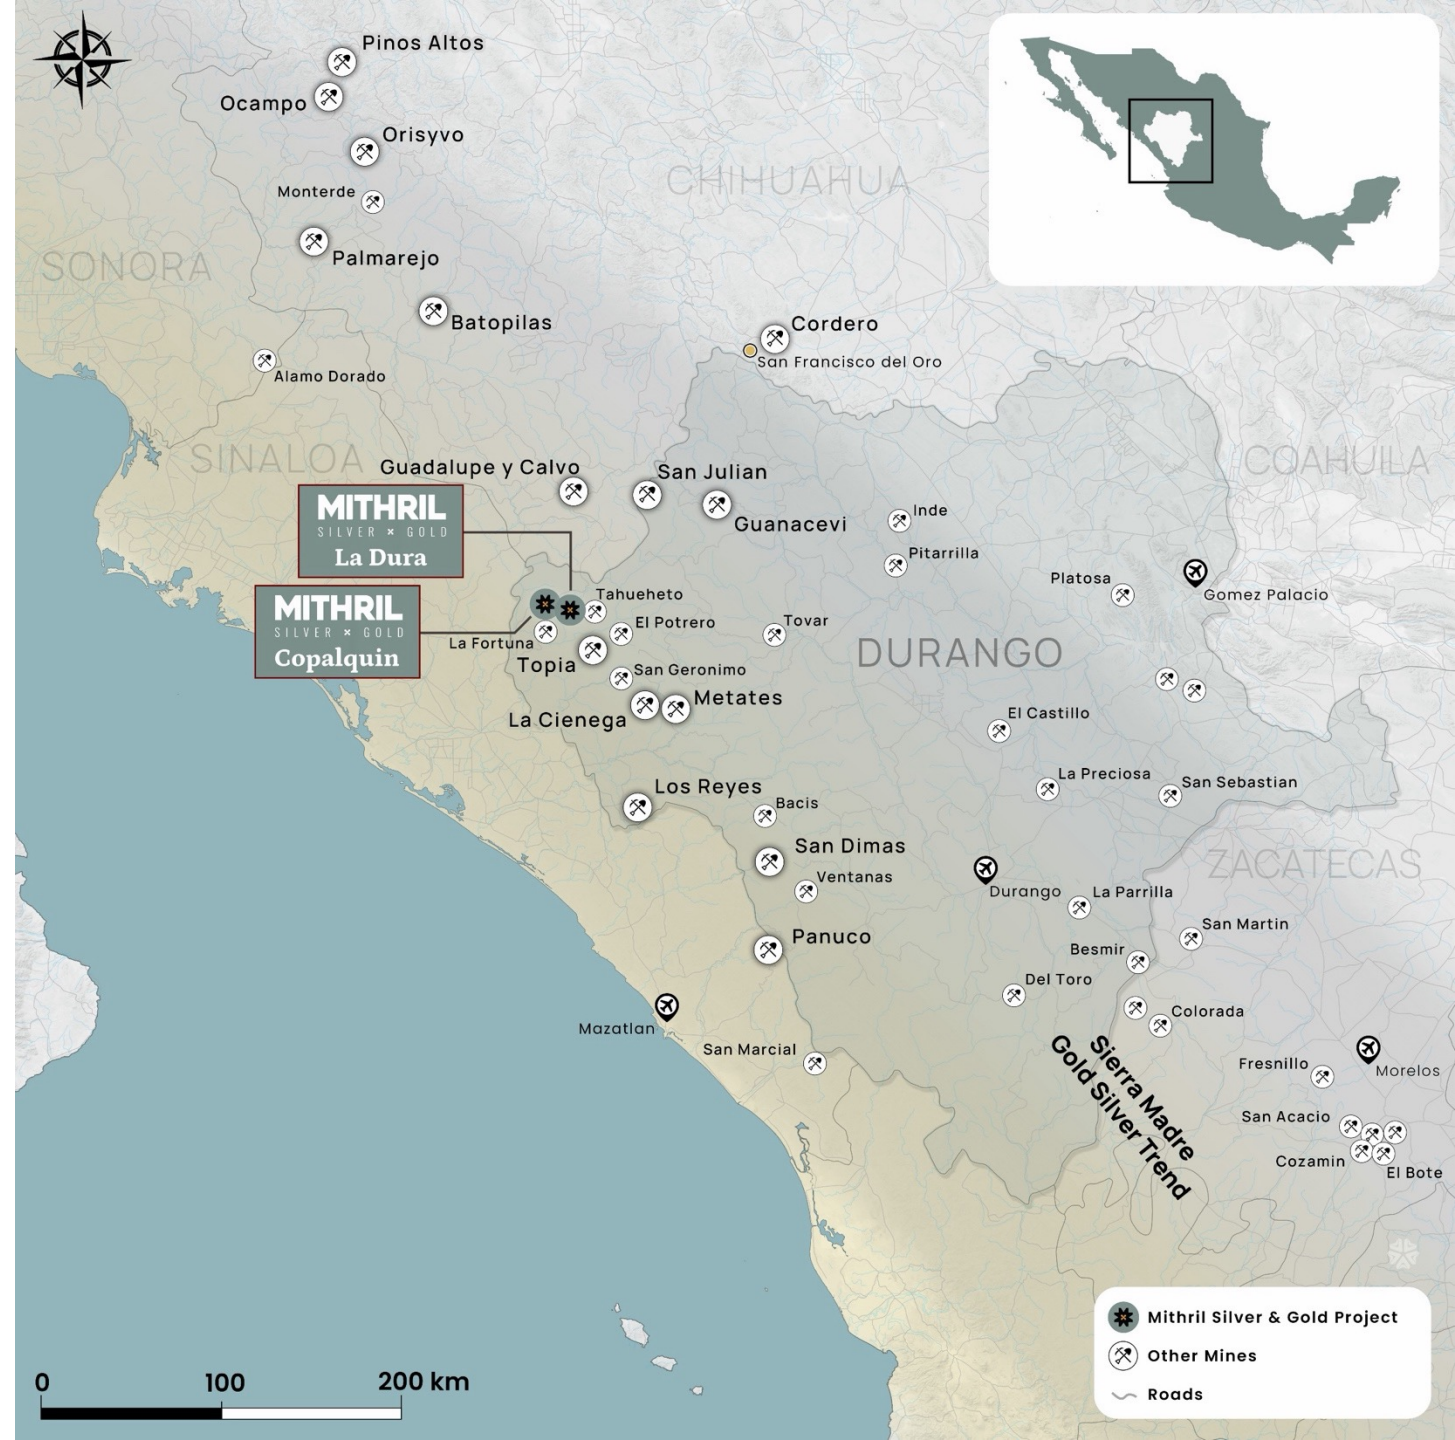 Pinos Altos
Ocampo
Orisyvo
CHIHUAHUA
Monterde
SONORA
Palmarejo
Batopilas
Cordero
San Francisco del Oro
Alamo Dorado
SINALOA
COAHUILA
Guadalupe y Calvo
San Julian
Guanacevi
Inde
MITHRIL
SILVER × GOLD
La Dura
Pitarrilla
Platosa
Gomez Palacio
MITHRIL
SILVER × GOLD
Copalquin
Tahueheto
El Potrero
Tovar
La Fortuna
Topia
DURANGO
San Geronimo
Metates
La Cienega
El Castillo
Los Reyes
Bacis
La Preciosa
San Sebastian
San Dimas
ZACATECAS
Ventanas
Durango
La Parrilla
San Martin
Panuco
Besmir
Del Toro
Colorada
Mazatlan
San Marcial
Sierra Madre
Gold Silver Trend
Fresnillo
Morelos
San Acacio
Cozamin
El Bote
Mithril Silver & Gold Project
Other Mines
Roads
0 100 200 km